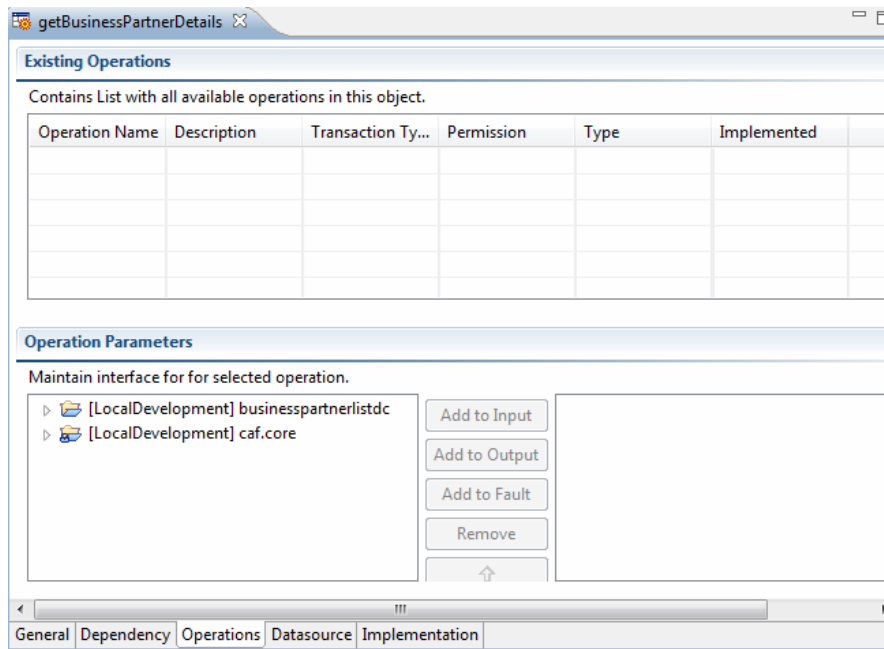 getBusinessPartnerDetails
Existing Operations
Contains List with all available operations in this object.
Operation Name Description Transaction Ty... Permission Type Implemented
Operation Parameters
Maintain interface for for selected operation.
[LocalDevelopment] businesspartnerlistdc
[LocalDevelopment] caf.core
Add to Input
Add to Output
Add to Fault
Remove
General Dependency Operations Datasource Implementation